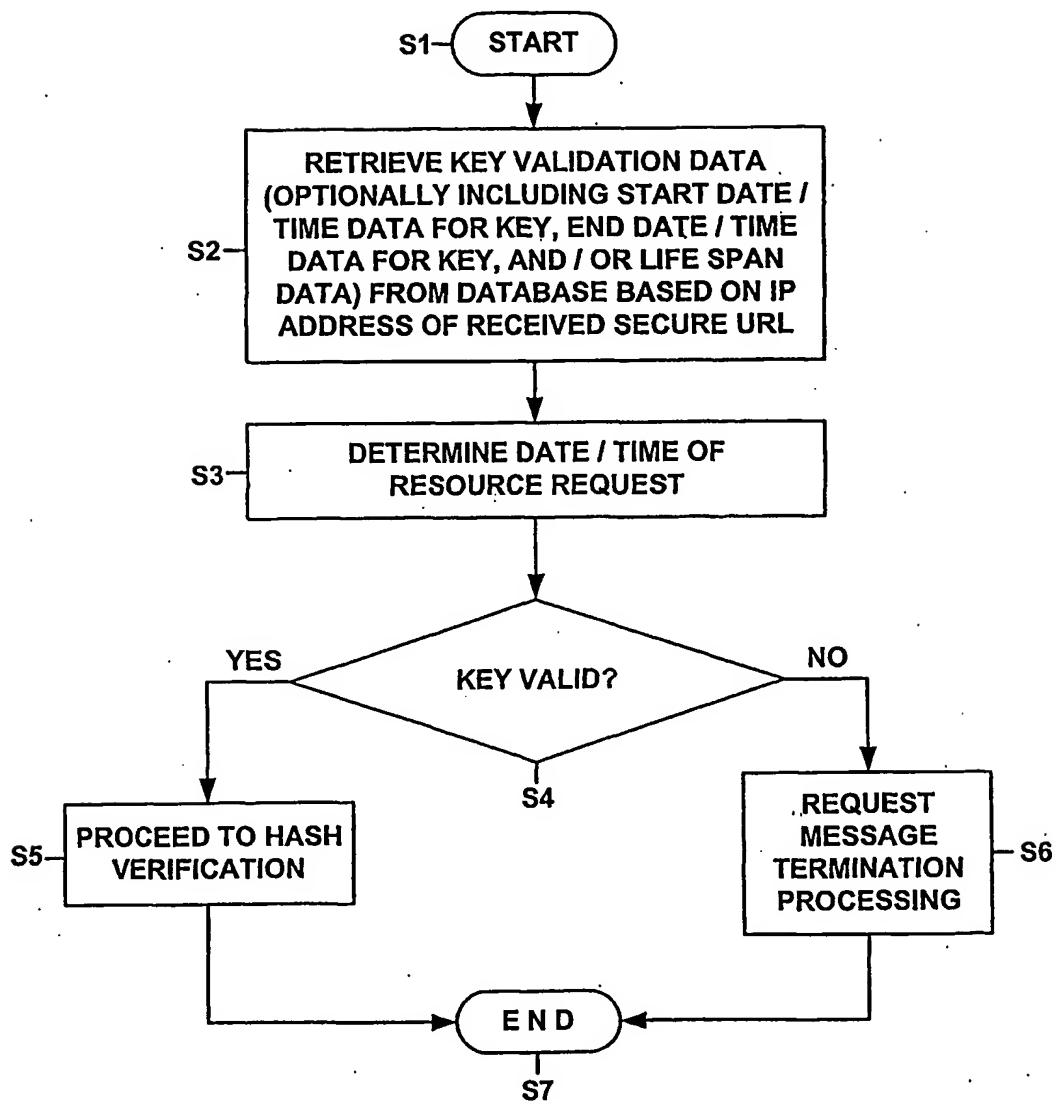 S1
START
RETRIEVE KEY VALIDATION DATA
(OPTIONALLY INCLUDING START DATE /
TIME DATA FOR KEY, END DATE / TIME
S2
DATA FOR KEY, AND / OR LIFE SPAN
DATA) FROM DATABASE BASED ON IP
ADDRESS OF RECEIVED SECURE URL
DETERMINE DATE / TIME OF
S3
RESOURCE REQUEST
YES
NO
KEY VALID?
S4
PROCEED TO HASH
S5
VERIFICATION
REQUEST
MESSAGE
TERMINATION
PROCESSING
S6
E N D
S7